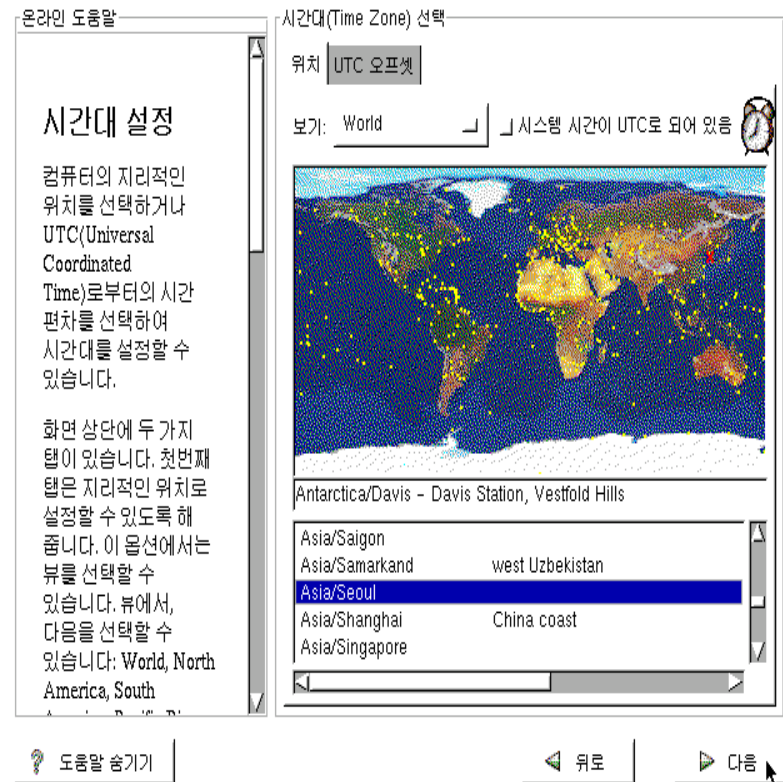 온라인 도움말
시간대 설정
컴퓨터의 지리적인
위치를 선택하거나
UTC(Universal
Coordinated
Time)로부터의 시간
편차를 선택하여
시간대를 설정할 수
있습니다.
화면 상단에 두 가지
탭이 있습니다. 첫번째
탭은 지리적인 위치로
설정할 수 있도록 해
줍니다. 이 옵션에서는
뷰를 선택할 수
있습니다. 뷰에서,
다음을 선택할 수
있습니다: World, North
America, South
시간대(Time Zone) 선택
위치 UTC 오프셋
보기: World 시스템 시간이 UTC로 되어 있음
Antarctica/Davis - Davis Station, Vestfold Hills
Asia/Saigon
Asia/Samarkand west Uzbekistan
Asia/Seoul
Asia/Shanghai China coast
Asia/Singapore
도움말 숨기기
뒤로
다음